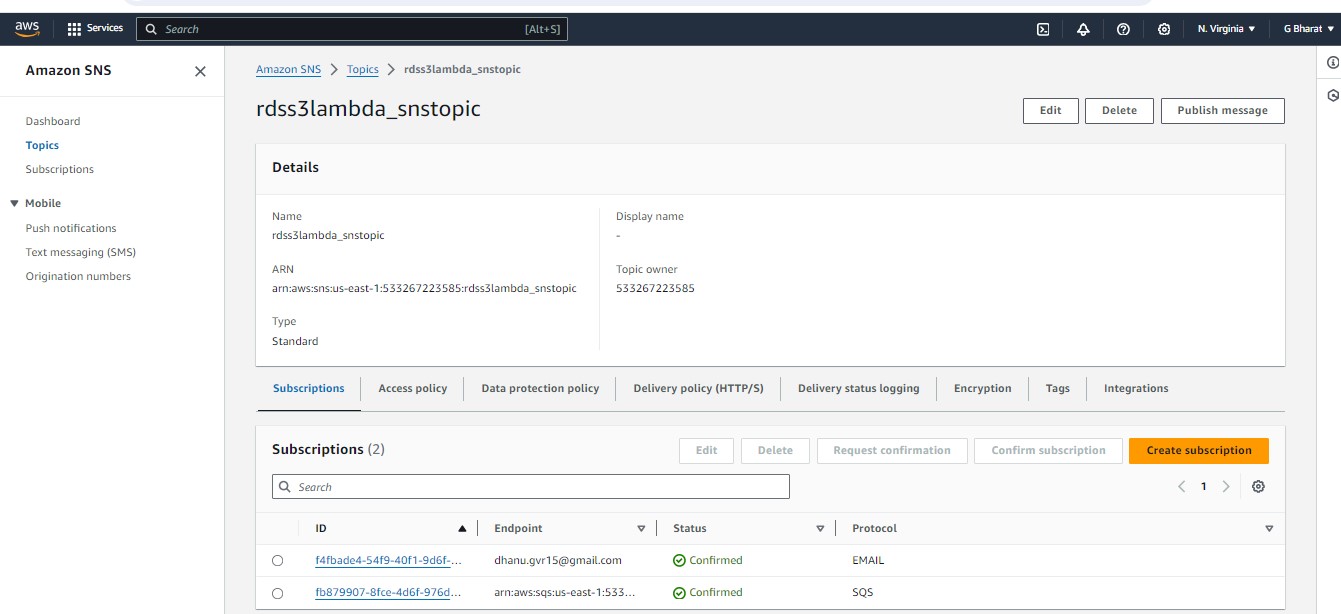 aws Services Search [Alt+S] N. Virginia G Bharat
Amazon SNS
Dashboard
Topics
Subscriptions
Mobile
Push notifications
Text messaging (SMS)
Origination numbers
Amazon SNS Topics rdss3lambda_snstopic
rdss3lambda_snstopic
Edit Delete Publish message
Details
Name
rdss3lambda_snstopic
ARN
arn:aws:sns:us-east-1:533267223585:rdss3lambda_snstopic
Type
Standard
Display name
-
Topic owner
533267223585
Subscriptions Access policy Data protection policy Delivery policy (HTTP/S) Delivery status logging Encryption Tags Integrations
Subscriptions (2) Edit Delete Request confirmation Confirm subscription Create subscription
Search 1
ID Endpoint Status Protocol
f4fbade4-54f9-40f1-9d6f-... dhanu.gvr15@gmail.com Confirmed EMAIL
fb879907-8fce-4d6f-976d... arn:aws:sqs:us-east-1:533... Confirmed SQS